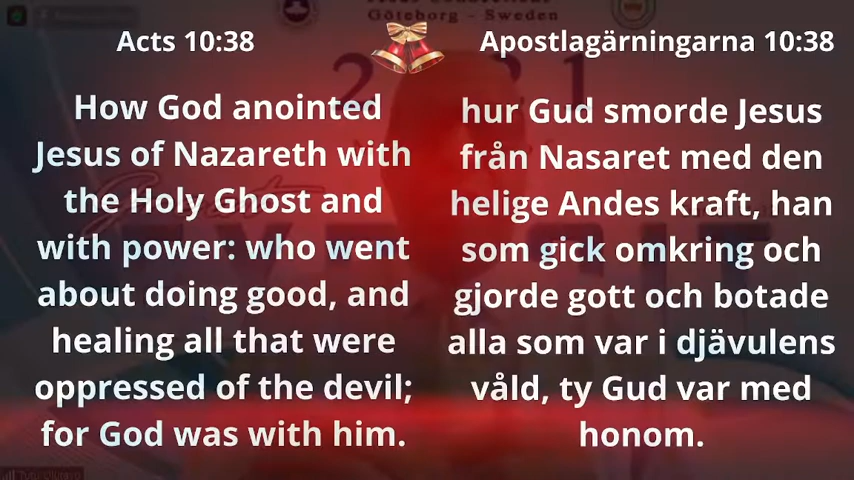 Göteborg - Sweden
Acts 10:38
How God anointed
Jesus of Nazareth with
the Holy Ghost and
with power: who went
about doing good, and
healing all that were
oppressed of the devil;
for God was with him.
Apostlagärningarna 10:38
hur Gud smorde Jesus
från Nasaret med den
helige Andes kraft, han
som gick omkring och
gjorde gott och botade
alla som var i djävulens
våld, ty Gud var med
honom.